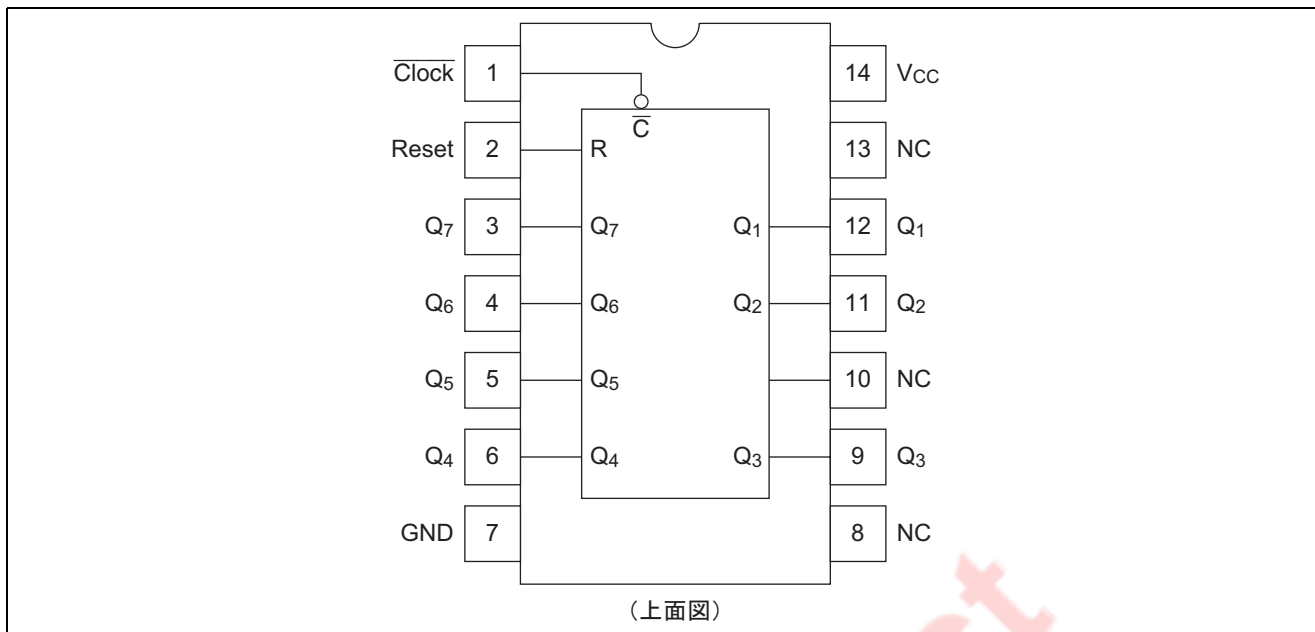 C̅l̅o̅c̅k̅ 1 14 VCC
C̅
Reset 2 R 13 NC
Q7 3 Q7 Q1 12 Q1
Q6 4 Q6 Q2 11 Q2
Q5 5 Q5 10 NC
Q4 6 Q4 Q3 9 Q3
GND 7 8 NC
(上面図)